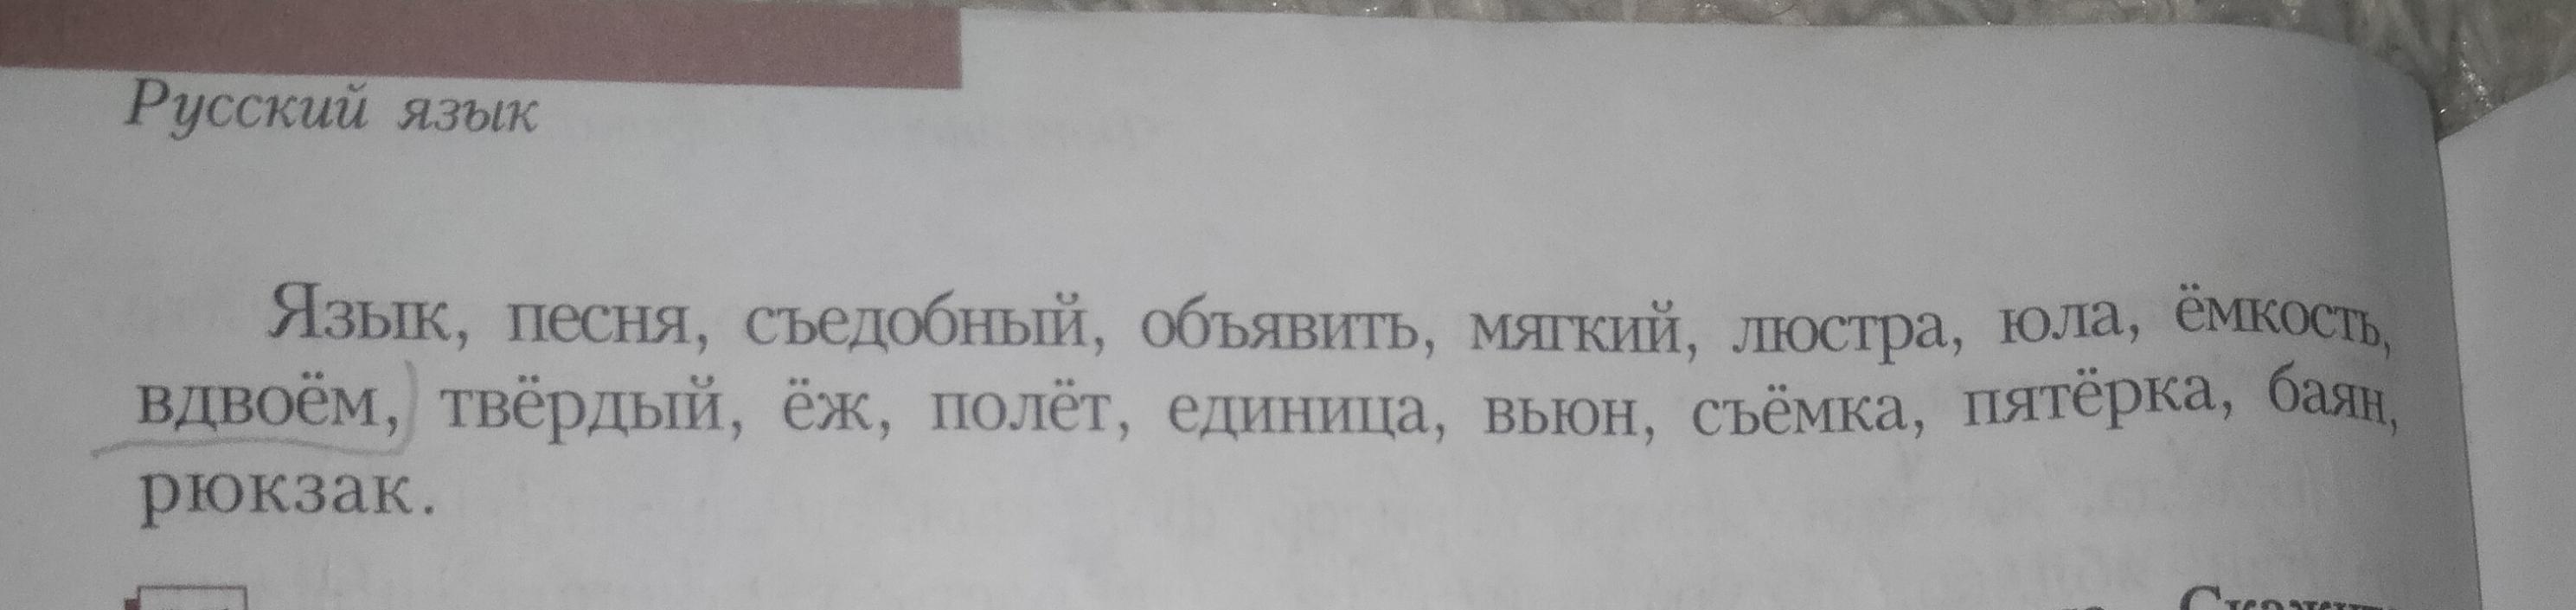 Русский язык
Язык, песня, съедобный, объявить, мягкий, люстра, юла, ёмкость,
вдвоём, твёрдый, ёж, полёт, единица, вьюн, съёмка, пятёрка, баян,
рюкзак.